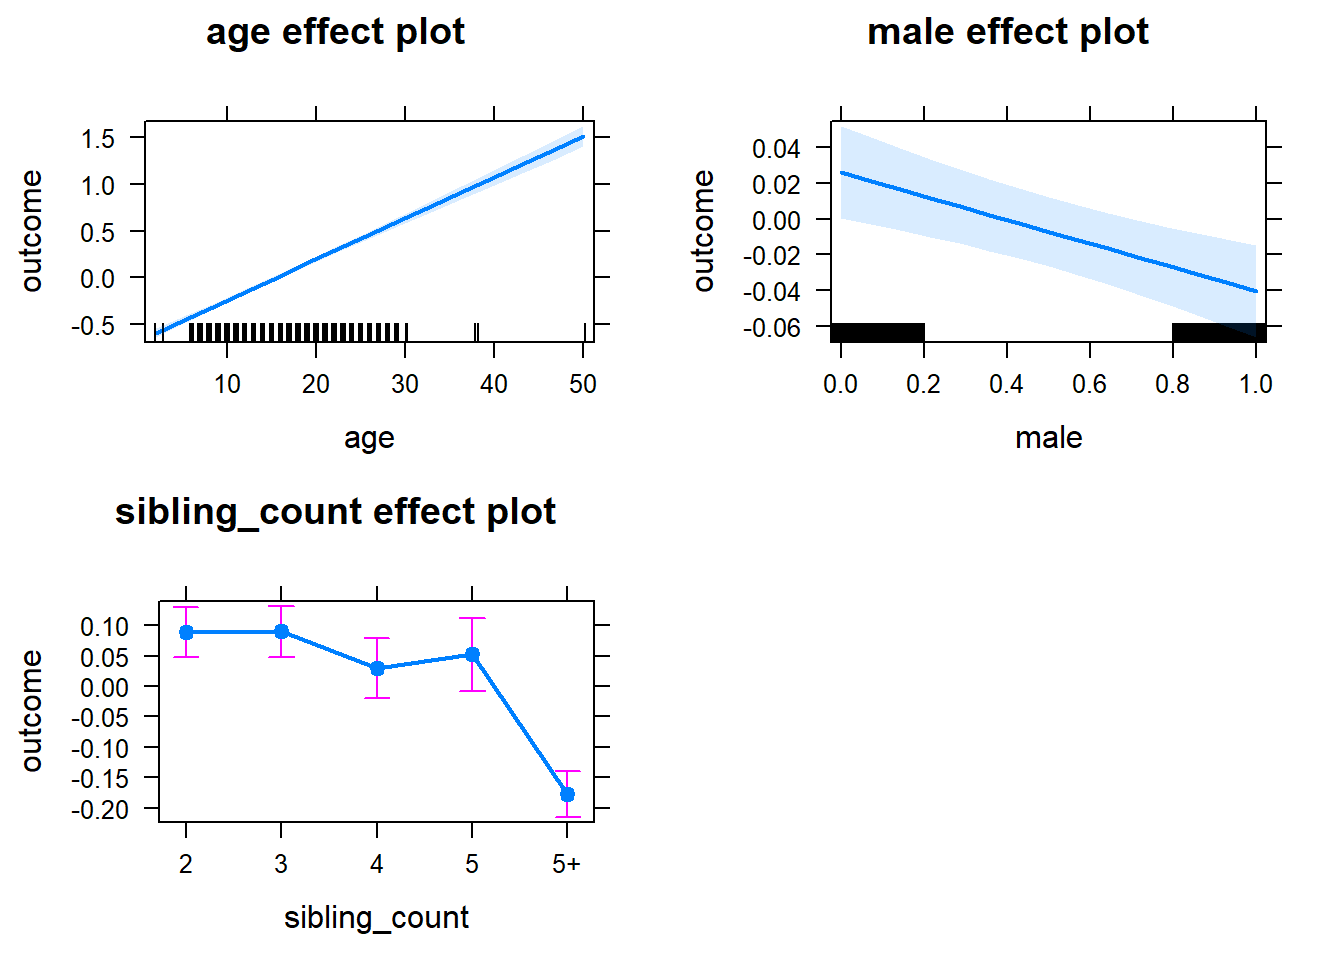 age effect plot
outcome
1.5
1.0
0.5
0.0
-0.5
10 20 30 40 50
age
male effect plot
outcome
0.04
0.02
0.00
-0.02
-0.04
-0.06
0.0 0.2 0.4 0.6 0.8 1.0
male
sibling_count effect plot
outcome
0.10
0.05
0.00
-0.05
-0.10
-0.15
-0.20
2 3 4 5 5+
sibling_count